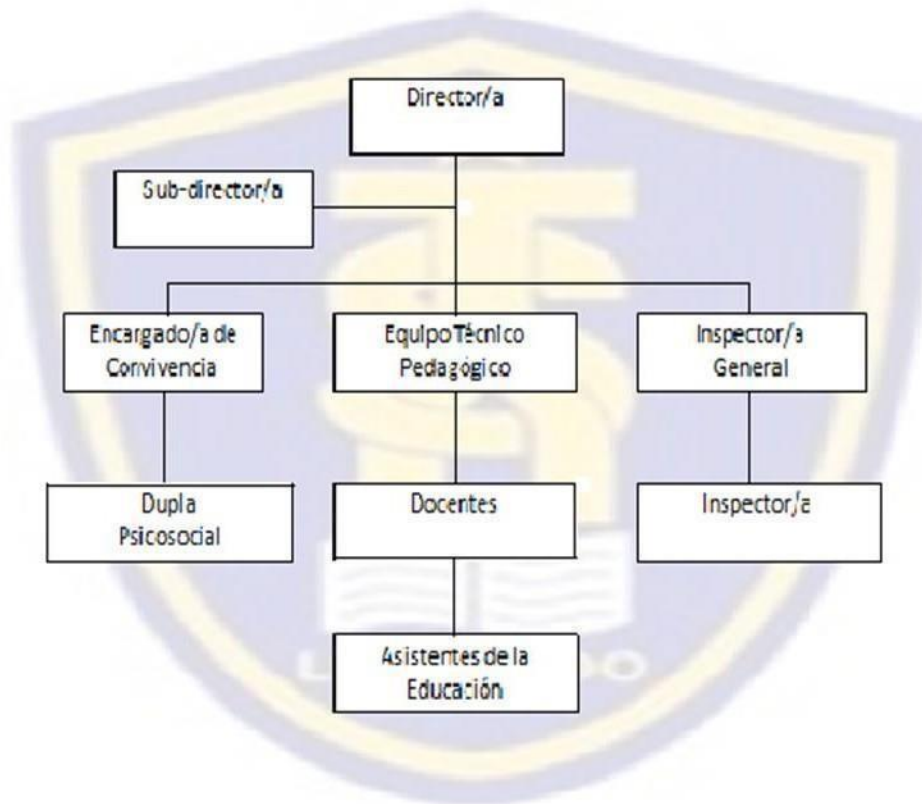 Director/a
Sub-director/a
Encargado/a de
Convivencia
Equipo Técnico
Pedagógico
Inspector/a
General
Dupla
Psicosocial
Docentes
Inspector/a
Asistentes de la
Educación